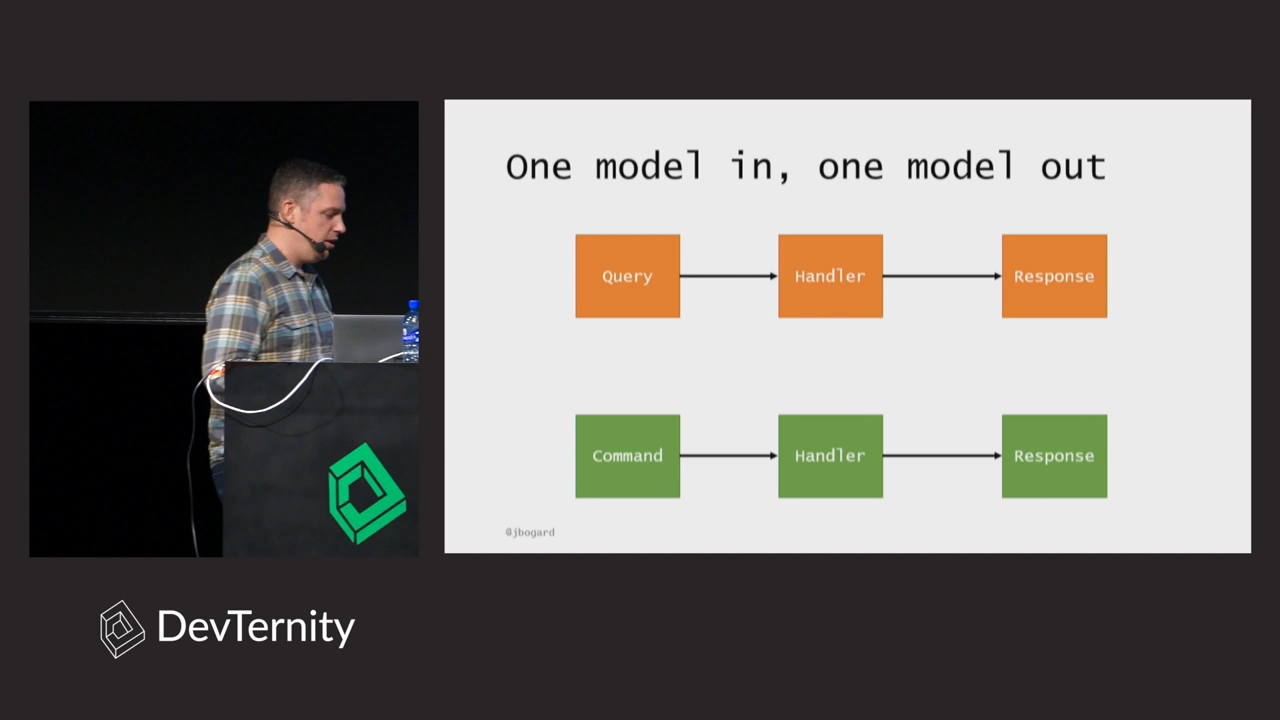 One model in, one model out
Query
Handler
Response
Command
Handler
Response
@jbogard
DevTernity